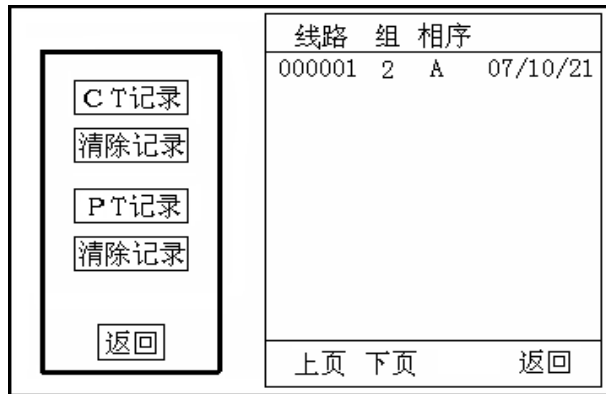 CT记录
清除记录
PT记录
清除记录
返回
线路 组 相序
000001 2 A 07/10/21
上页 下页 返回